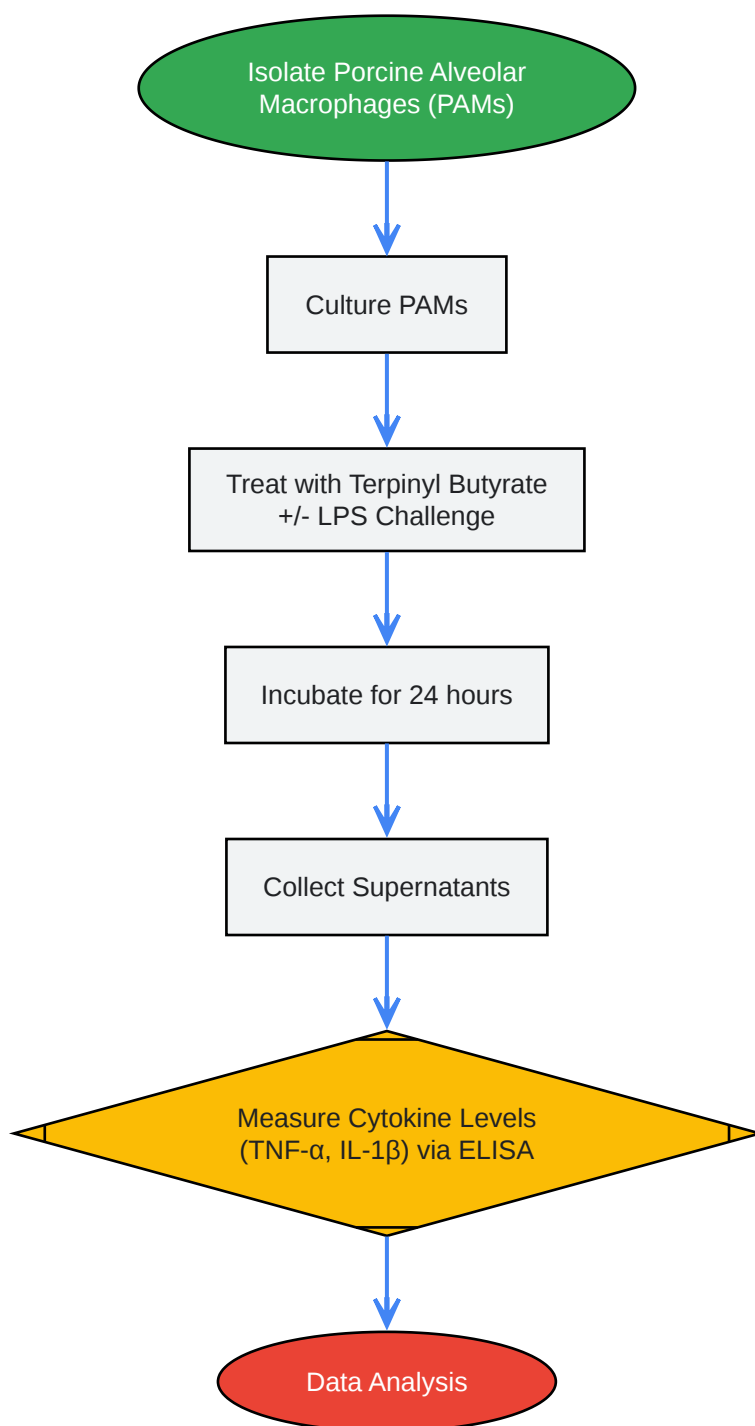 Isolate Porcine Alveolar
Macrophages (PAMs)
Culture PAMs
Treat with Terpinyl Butyrate
+/- LPS Challenge
Incubate for 24 hours
Collect Supernatants
Measure Cytokine Levels
(TNF-α, IL-1β) via ELISA
Data Analysis